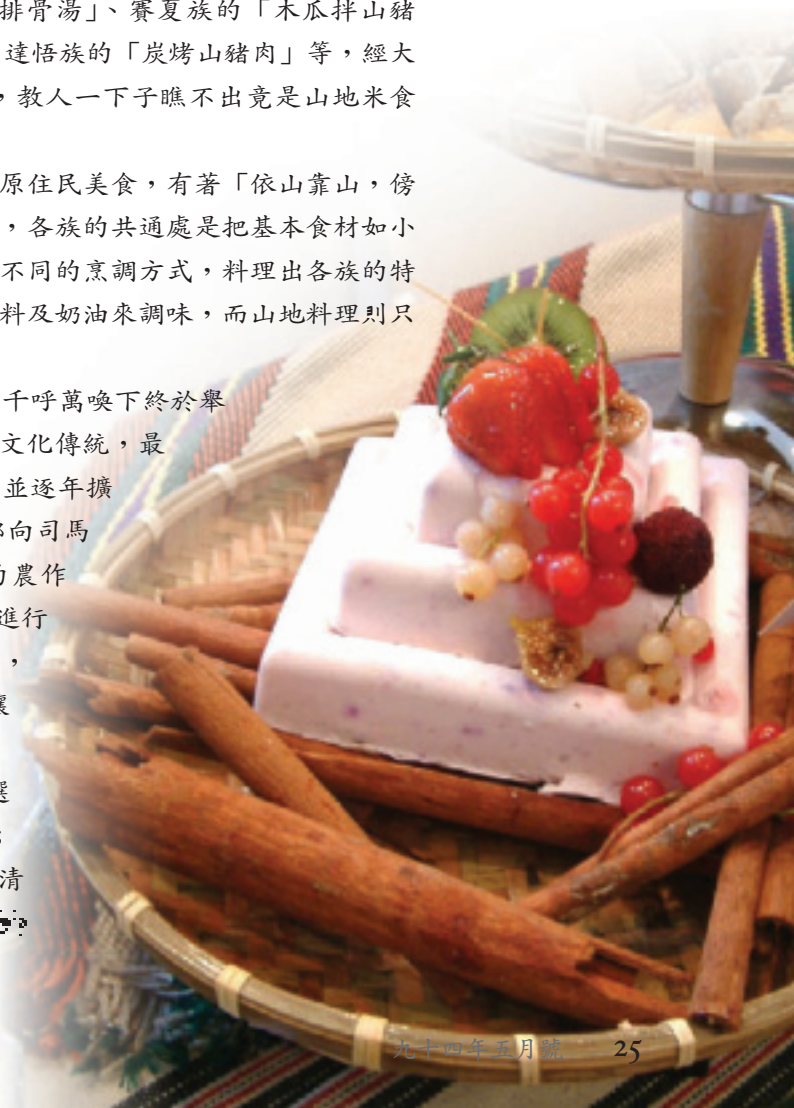 排骨湯」、賽夏族的「木瓜拌山豬
達悟族的「炭烤山豬肉」等，經大
，教人一下子瞧不出竟是山地米食
原住民美食，有著「依山靠山，傍
，各族的共通處是把基本食材如小
不同的烹調方式，料理出各族的特
料及奶油來調味，而山地料理則只
千呼萬喚下終於舉
文化傳統，最
並逐年擴
向司馬
農作
進行
，
選
清
九十四年五月號 25